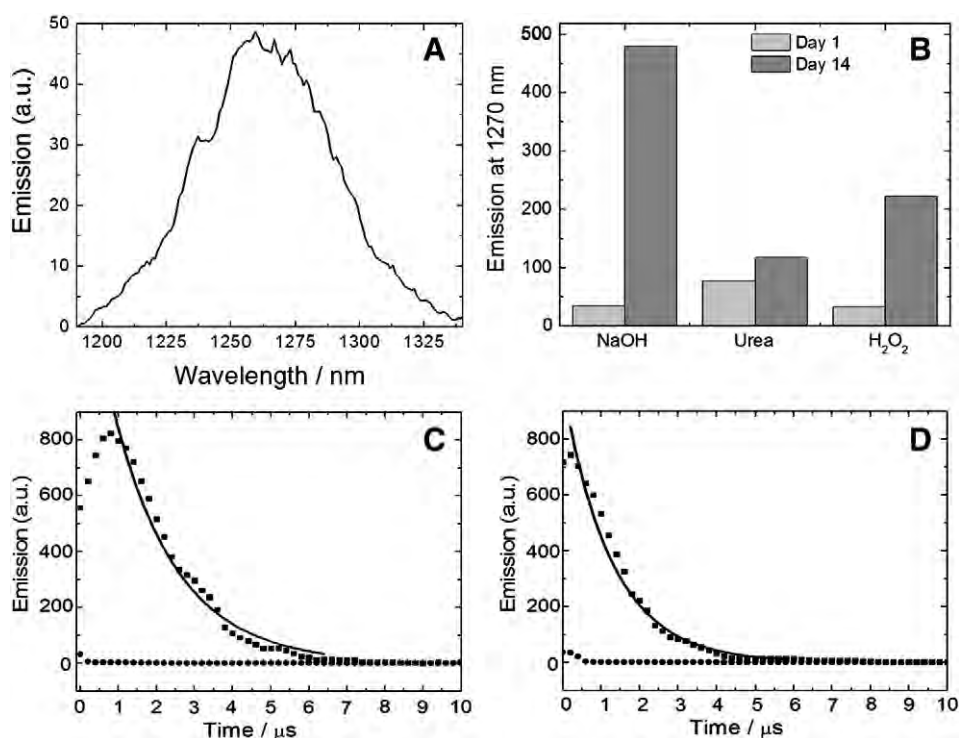 A
Emission (a.u.)
50
40
30
20
10
0
1200 1225 1250 1275 1300 1325
Wavelength / nm
B
Day 1
Day 14
Emission at 1270 nm
500
400
300
200
100
0
NaOH Urea H₂O₂
C
Emission (a.u.)
800
600
400
200
0
0 1 2 3 4 5 6 7 8 9 10
Time / μs
D
Emission (a.u.)
800
600
400
200
0
0 1 2 3 4 5 6 7 8 9 10
Time / μs